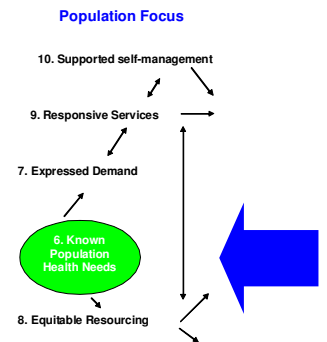 Population Focus
10. Supported self-management
9. Responsive Services
7. Expressed Demand
6. Known
Population
Health Needs
8. Equitable Resourcing